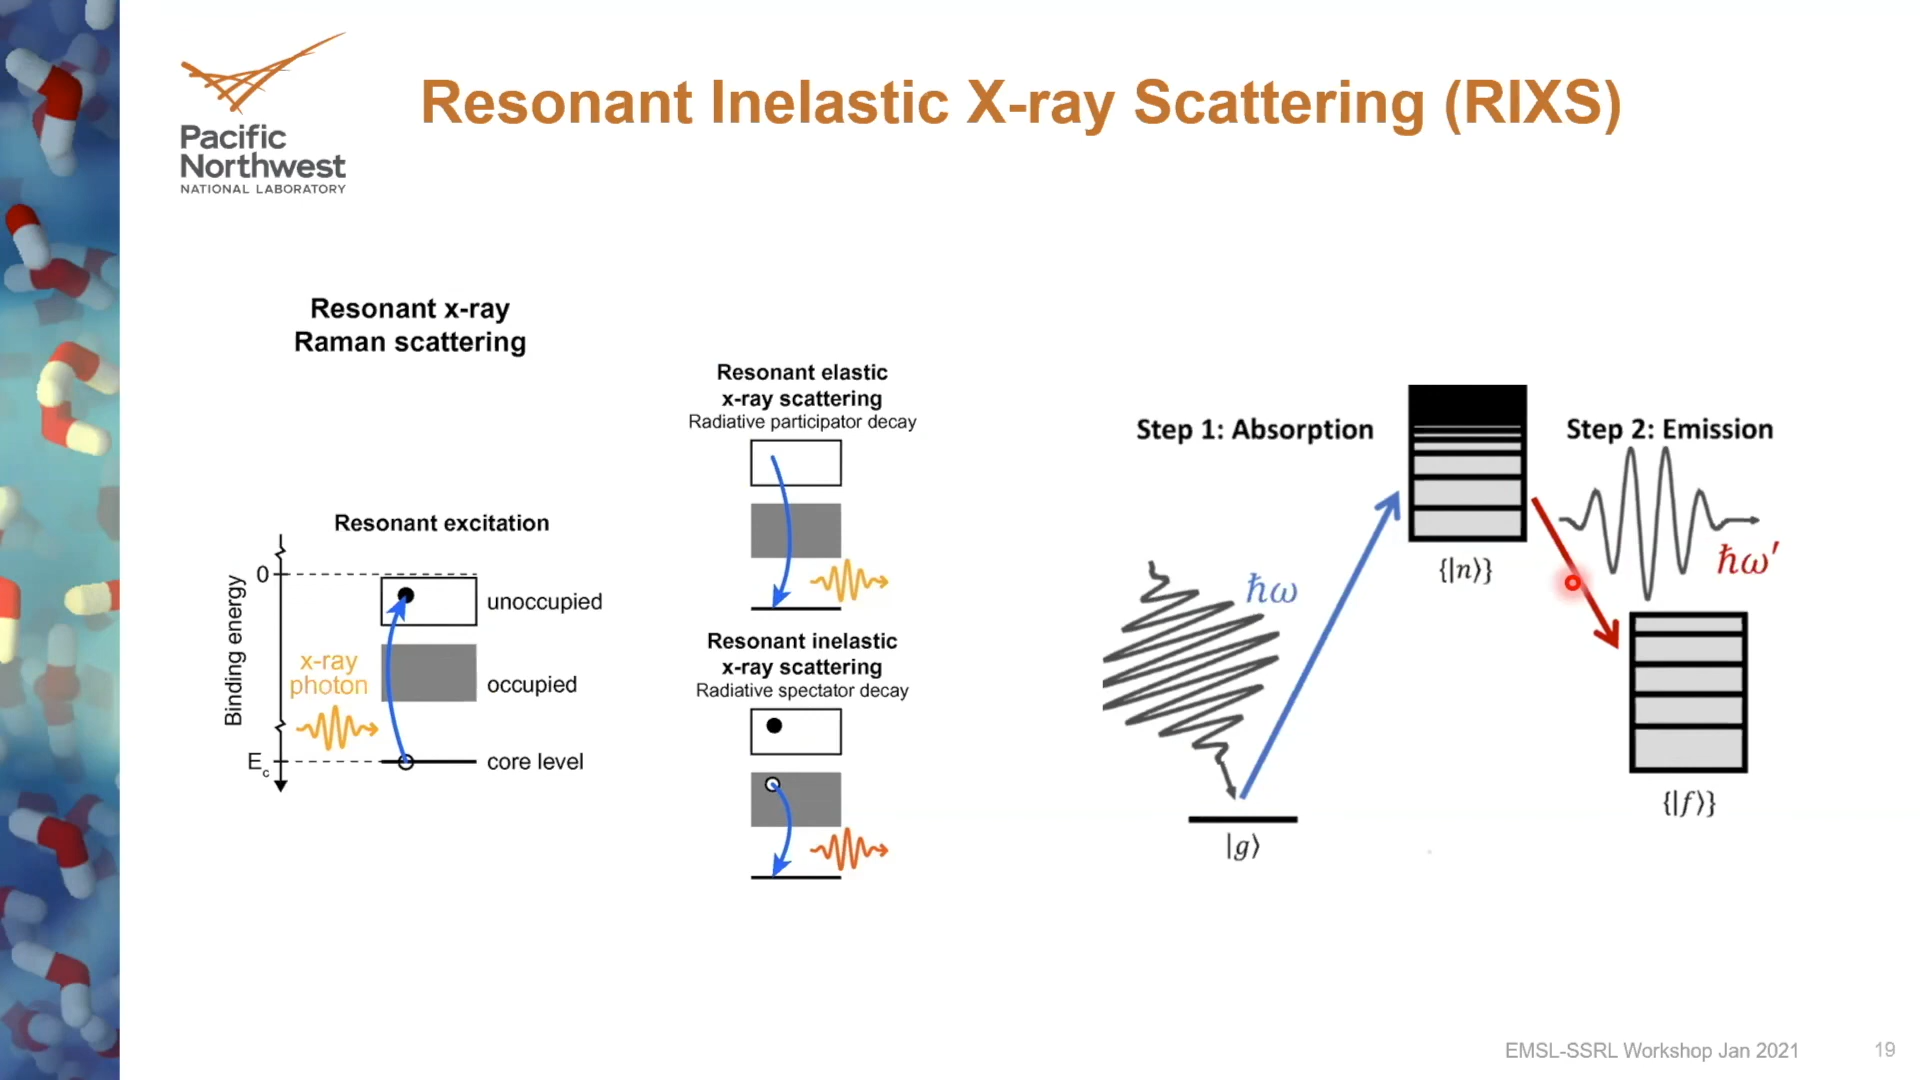 Pacific
Northwest
NATIONAL LABORATORY
Resonant Inelastic X-ray Scattering (RIXS)
Resonant x-ray
Raman scattering
Resonant excitation
Binding energy
0
E_c
x-ray
photon
unoccupied
occupied
core level
Resonant elastic
x-ray scattering
Radiative participator decay
Resonant inelastic
x-ray scattering
Radiative spectator decay
Step 1: Absorption
ℏω
|g⟩
{|n⟩}
Step 2: Emission
ℏω′
{|f⟩}
EMSL-SSRL Workshop Jan 2021
19